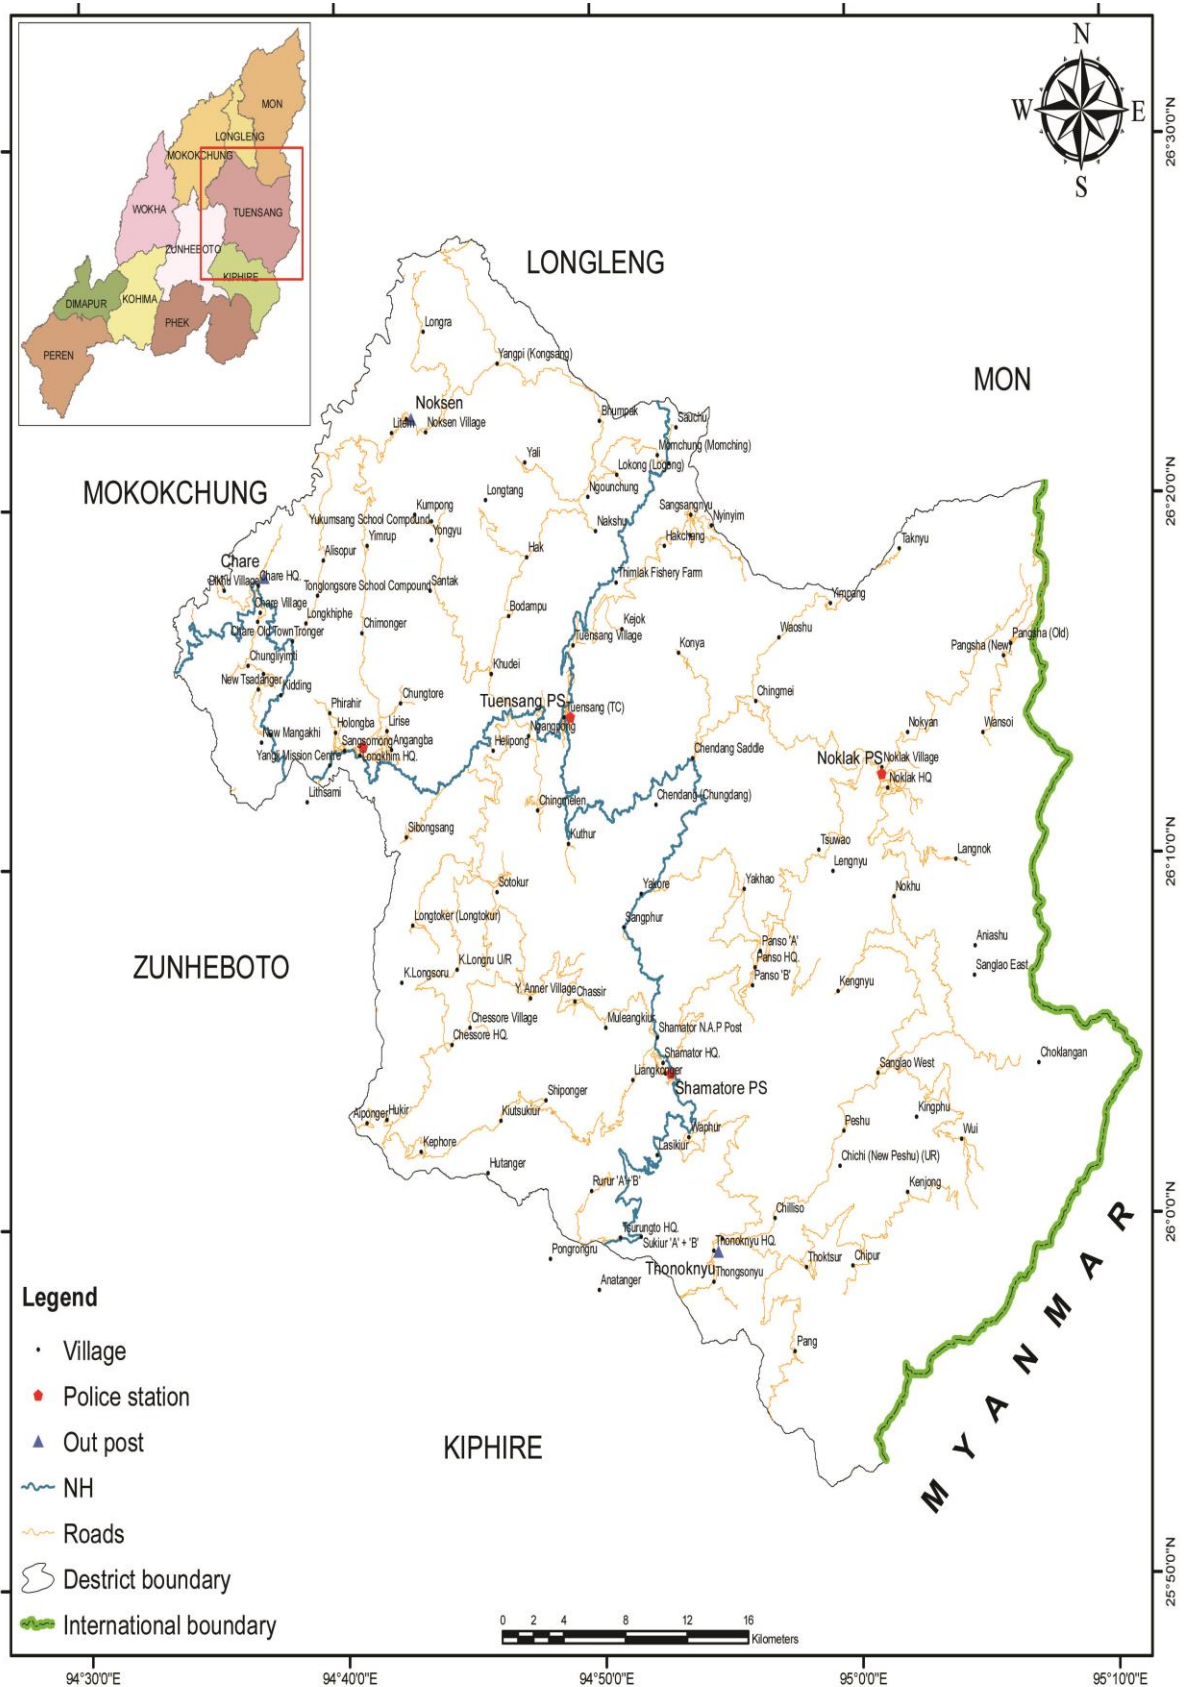 N
W
E
S
MON
LONGLENG
MOKOKCHUNG
WOKHA
TUENSANG
ZUNHEBOTO
KIPHIRE
DIMAPUR
KOHIMA
PHEK
PEREN
26°30'0"N
26°20'0"N
26°10'0"N
26°0'0"N
25°50'0"N
LONGLENG
MON
MOKOKCHUNG
ZUNHEBOTO
KIPHIRE
MYANMAR
Longra
Yangpi (Kongsang)
Noksen
Litem
Noksen Village
Bhumpak
Sauchu
Momchung (Momching)
Yali
Lokong (Logong)
Longtang
Ngounchung
Kumpong
Yukumsang School Compound
Yongyu
Nakshu
Sangsangnyu
Nyinyim
Yimrup
Hakchang
Taknyu
Alisopur
Hak
Chare
Chare HQ.
Dikhu Village
Thimlak Fishery Farm
Tonglongsore School Compound
Santak
Chare Village
Longkhiphe
Bodampu
Yimpang
Chare Old Town
Tronger
Chimonger
Kejok
Tuensang Village
Waoshu
Pangsha (Old)
Pangsha (New)
Konya
Chungliyimti
New Tsadanger
Kidding
Khudei
Chingmei
Phirahir
Chungtore
Tuensang PS
Tuensang (TC)
Holongba
Lirise
Ngangpong
Nokyan
Wansoi
New Mangakhi
Sangsomong
Angangba
Helipong
Yangli Mission Centre
Longkhim HQ.
Chendang Saddle
Noklak PS
Noklak Village
Noklak HQ
Lithsami
Chingmelen
Chendang (Chungdang)
Sibongsang
Kuthur
Tsuwao
Langnok
Lengnyu
Sotokur
Yakore
Yakhao
Nokhu
Longtoker (Longtokur)
Sangphur
Panso 'A'
Aniashu
K.Longru U/R
Panso HQ.
Sanglao East
K.Longsoru
Panso 'B'
Kengnyu
Y. Anner Village
Chassir
Chessore Village
Muleangkiur
Chessore HQ.
Shamator N.A.P Post
Shamator HQ.
Choklangan
Liangkonger
Sanglao West
Shamatore PS
Shiponger
Aiponger
Hukir
Kiutsukiur
Kingphu
Peshu
Waphur
Wui
Kephore
Lasikiur
Hutanger
Chichi (New Peshu) (UR)
Rurur 'A'+'B'
Kenjong
Chilliso
Tsurungto HQ.
Sukiur 'A' + 'B'
Thonoknyu HQ.
Pongrongru
Thonoknyu
Thoktsur
Chipur
Thongsonyu
Anatanger
Pang
Legend
Village
Police station
Out post
NH
Roads
Destrict boundary
International boundary
0 2 4 8 12 16
Kilometers
94°30'0"E
94°40'0"E
94°50'0"E
95°0'0"E
95°10'0"E